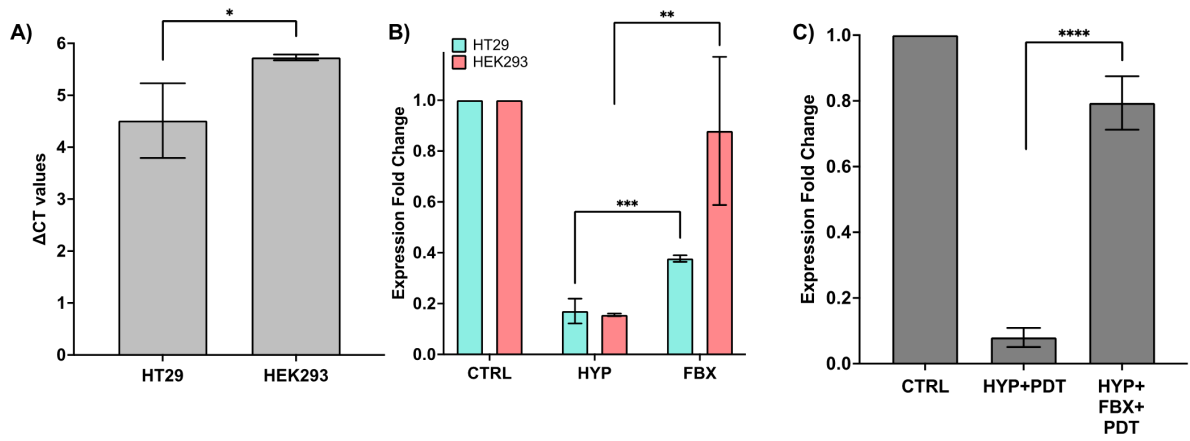 A)
*
ΔCT values
6
5
4
5
2
1
6
HT29
HEK293
B)
HT29
HEK293
**
***
Expression Fold Change
1.0
0.8
0.6
0.4
0.2
0.0
CTRL
HYP
FBX
C)
****
Expression Fold Change
1.0
0.8
0.6
0.4
0.2
0.0
CTRL
HYP+PDT
HYP+
FBX+
PDT